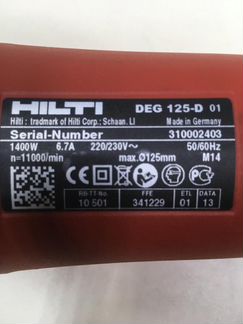 HILTI DEG 125-D 01
Hilti : trademark of Hilti Corp.; Schaan. LI Made in Germany
Serial-Number 310002403
1400W 6.7A 220/230V~ 50/60Hz
n=11000/min max.Ø125mm M14
RB-TT-No. FFE ETL DATA
10 501 341229 01 13